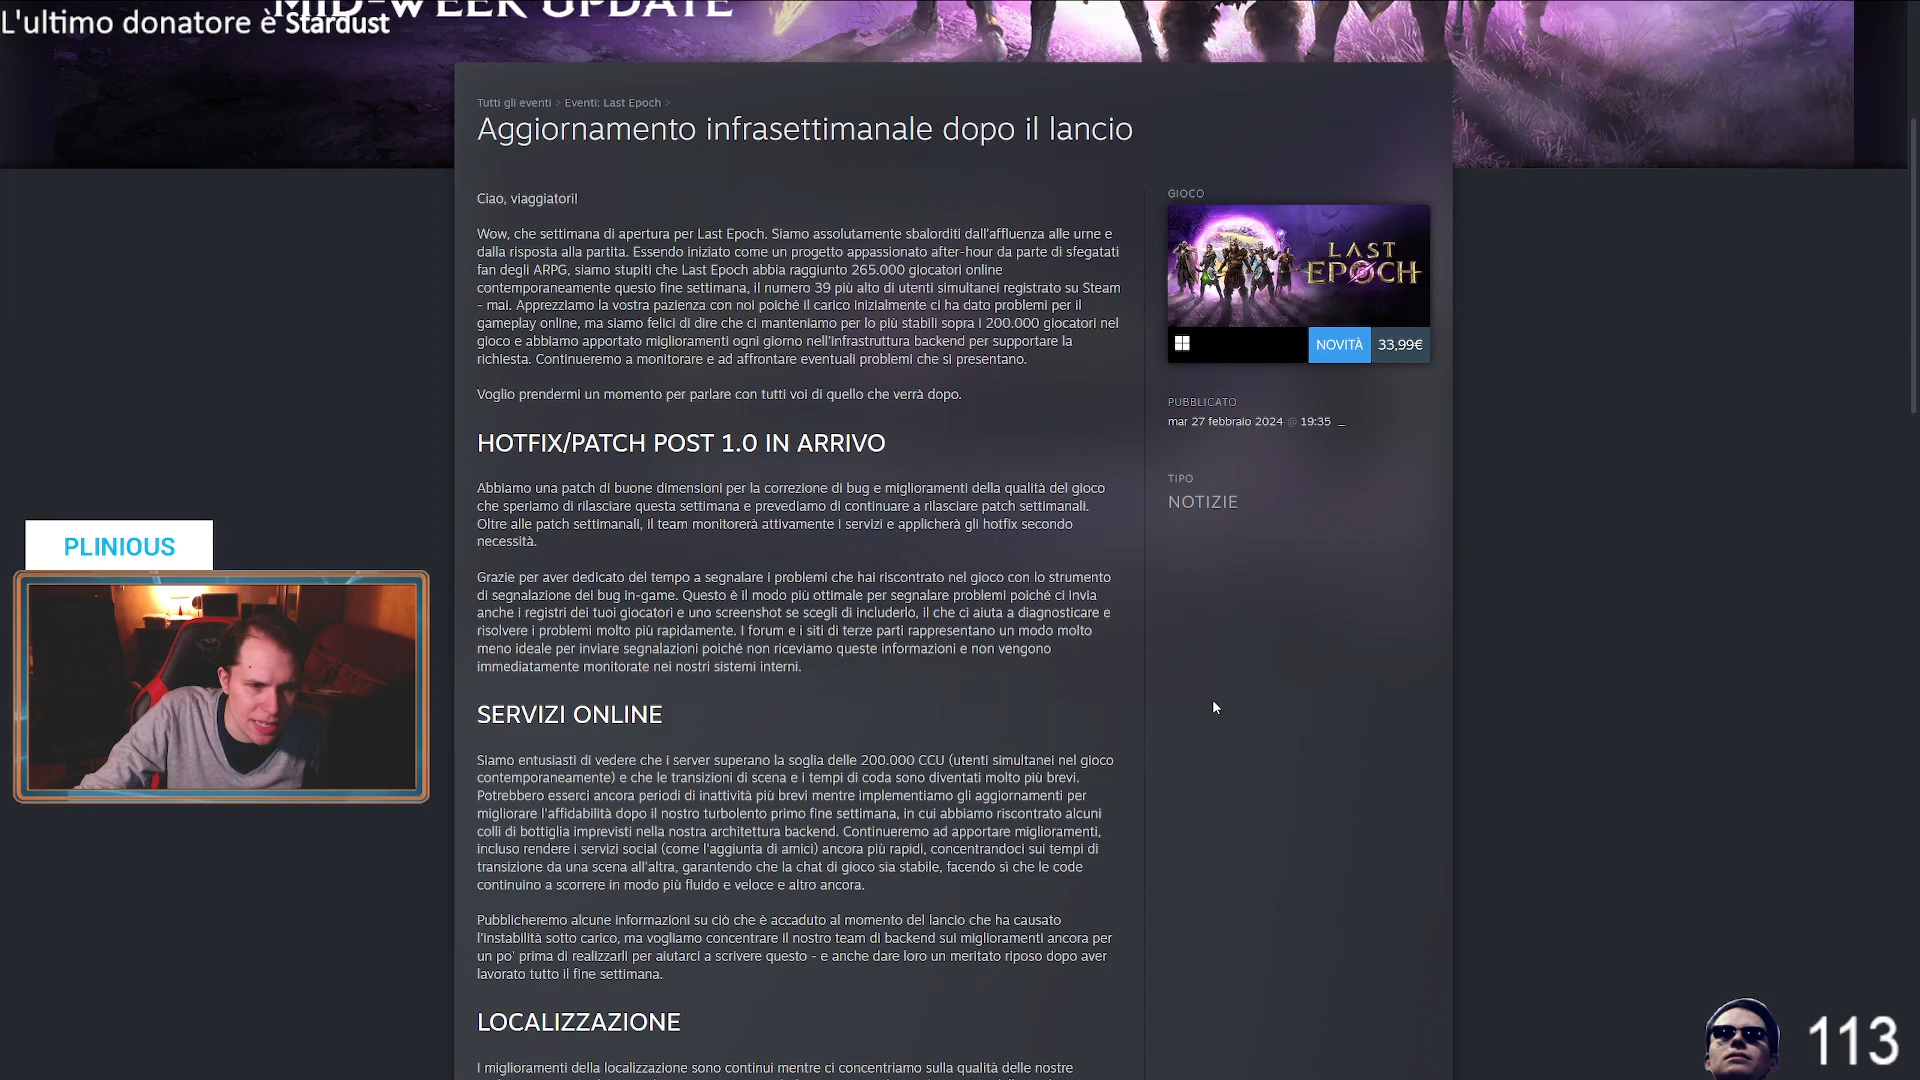 MID-WEEK UPDATE
L'ultimo donatore è Stardust
Tutti gli eventi > Eventi: Last Epoch >
Aggiornamento infrasettimanale dopo il lancio
Ciao, viaggiatori!
Wow, che settimana di apertura per Last Epoch. Siamo assolutamente sbalorditi dall'affluenza alle urne e
dalla risposta alla partita. Essendo iniziato come un progetto appassionato after-hour da parte di sfegatati
fan degli ARPG, siamo stupiti che Last Epoch abbia raggiunto 265.000 giocatori online
contemporaneamente questo fine settimana, il numero 39 più alto di utenti simultanei registrato su Steam
- mai. Apprezziamo la vostra pazienza con noi poiché il carico inizialmente ci ha dato problemi per il
gameplay online, ma siamo felici di dire che ci manteniamo per lo più stabili sopra i 200.000 giocatori nel
gioco e abbiamo apportato miglioramenti ogni giorno nell'infrastruttura backend per supportare la
richiesta. Continueremo a monitorare e ad affrontare eventuali problemi che si presentano.
Voglio prendermi un momento per parlare con tutti voi di quello che verrà dopo.
HOTFIX/PATCH POST 1.0 IN ARRIVO
Abbiamo una patch di buone dimensioni per la correzione di bug e miglioramenti della qualità del gioco
che speriamo di rilasciare questa settimana e prevediamo di continuare a rilasciare patch settimanali.
Oltre alle patch settimanali, il team monitorerà attivamente i servizi e applicherà gli hotfix secondo
necessità.
Grazie per aver dedicato del tempo a segnalare i problemi che hai riscontrato nel gioco con lo strumento
di segnalazione dei bug in-game. Questo è il modo più ottimale per segnalare problemi poiché ci invia
anche i registri dei tuoi giocatori e uno screenshot se scegli di includerlo, il che ci aiuta a diagnosticare e
risolvere i problemi molto più rapidamente. I forum e i siti di terze parti rappresentano un modo molto
meno ideale per inviare segnalazioni poiché non riceviamo queste informazioni e non vengono
immediatamente monitorate nei nostri sistemi interni.
SERVIZI ONLINE
Siamo entusiasti di vedere che i server superano la soglia delle 200.000 CCU (utenti simultanei nel gioco
contemporaneamente) e che le transizioni di scena e i tempi di coda sono diventati molto più brevi.
Potrebbero esserci ancora periodi di inattività più brevi mentre implementiamo gli aggiornamenti per
migliorare l'affidabilità dopo il nostro turbolento primo fine settimana, in cui abbiamo riscontrato alcuni
colli di bottiglia imprevisti nella nostra architettura backend. Continueremo ad apportare miglioramenti,
incluso rendere i servizi social (come l'aggiunta di amici) ancora più rapidi, concentrandoci sui tempi di
transizione da una scena all'altra, garantendo che la chat di gioco sia stabile, facendo sì che le code
continuino a scorrere in modo più fluido e veloce e altro ancora.
Pubblicheremo alcune informazioni su ciò che è accaduto al momento del lancio che ha causato
l'instabilità sotto carico, ma vogliamo concentrare il nostro team di backend sui miglioramenti ancora per
un po' prima di realizzarli per aiutarci a scrivere questo - e anche dare loro un meritato riposo dopo aver
lavorato tutto il fine settimana.
LOCALIZZAZIONE
I miglioramenti della localizzazione sono continui mentre ci concentriamo sulla qualità delle nostre
GIOCO
LAST
EPOCH
NOVITÀ 33,99€
PUBBLICATO
mar 27 febbraio 2024 @ 19:35 _
TIPO
NOTIZIE
PLINIOUS
113